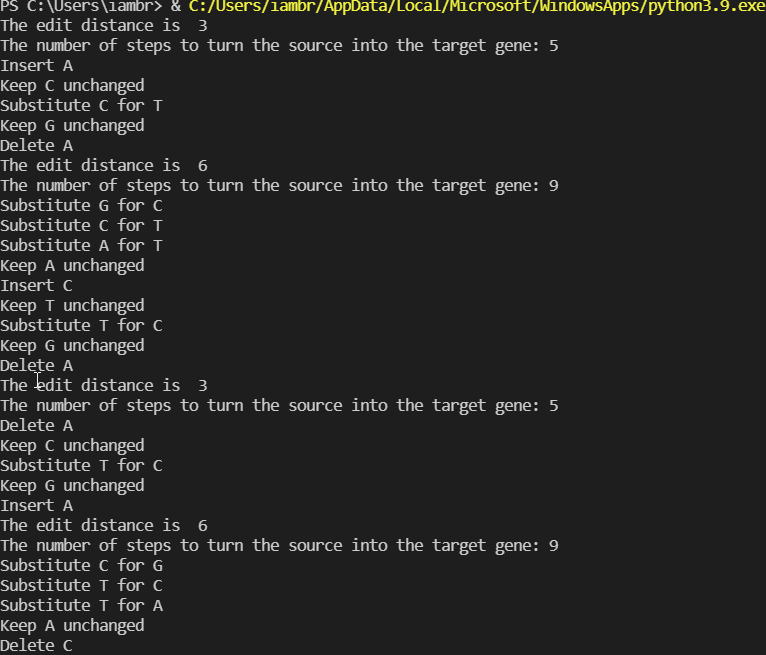 PS C:\Users\iambr> & C:/Users/iambr/AppData/Local/Microsoft/WindowsApps/python3.9.exe
The edit distance is  3
The number of steps to turn the source into the target gene: 5
Insert A
Keep C unchanged
Substitute C for T
Keep G unchanged
Delete A
The edit distance is  6
The number of steps to turn the source into the target gene: 9
Substitute G for C
Substitute C for T
Substitute A for T
Keep A unchanged
Insert C
Keep T unchanged
Substitute T for C
Keep G unchanged
Delete A
The edit distance is  3
The number of steps to turn the source into the target gene: 5
Delete A
Keep C unchanged
Substitute T for C
Keep G unchanged
Insert A
The edit distance is  6
The number of steps to turn the source into the target gene: 9
Substitute C for G
Substitute T for C
Substitute T for A
Keep A unchanged
Delete C